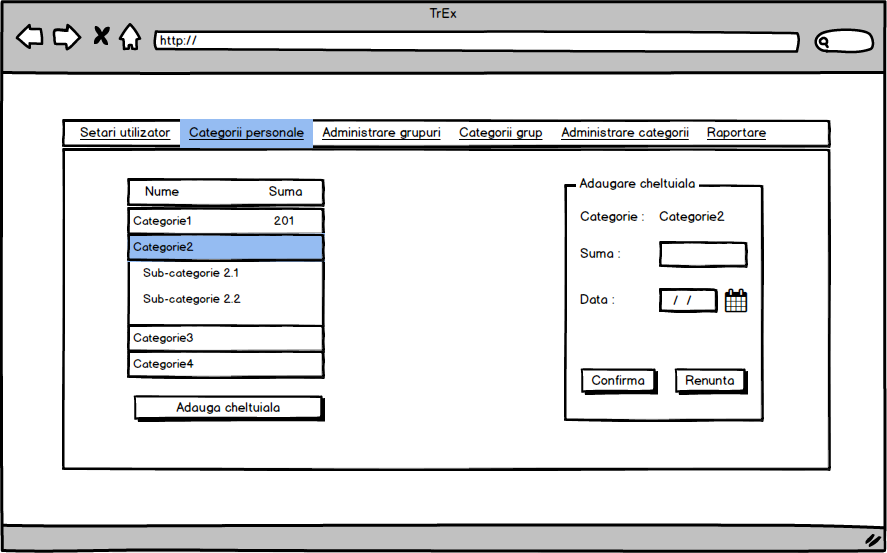 TrEx
http://
Setari utilizator Categorii personale Administrare grupuri Categorii grup Administrare categorii Raportare
Nume Suma
Categorie1 201
Categorie2
Sub-categorie 2.1
Sub-categorie 2.2
Categorie3
Categorie4
Adauga cheltuiala
Adaugare cheltuiala
Categorie : Categorie2
Suma :
Data : / /
Confirma Renunta